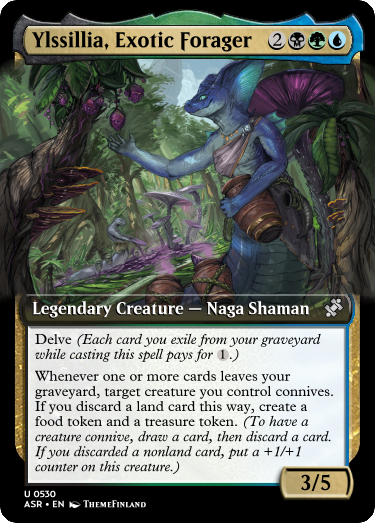 Ylssillia, Exotic Forager 2
Legendary Creature — Naga Shaman
Delve (Each card you exile from your graveyard
while casting this spell pays for 1.)
Whenever one or more cards leaves your
graveyard, target creature you control connives.
If you discard a land card this way, create a
food token and a treasure token. (To have a
creature connive, draw a card, then discard a card.
If you discarded a nonland card, put a +1/+1
counter on this creature.)
3/5
U 0530
ASR • EN ThemeFinland